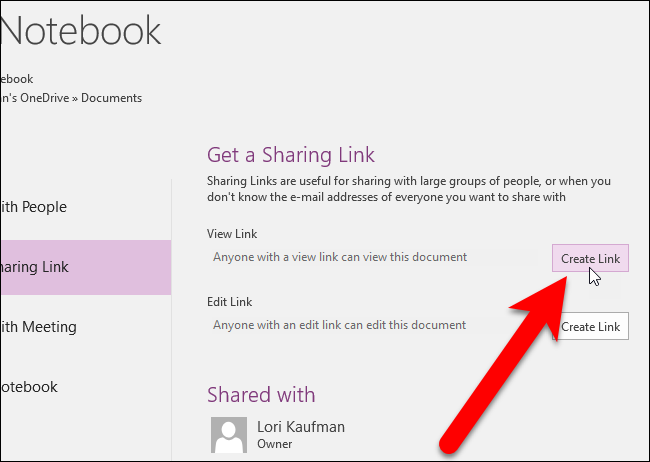 Notebook
ebook
n's OneDrive » Documents
Get a Sharing Link
Sharing Links are useful for sharing with large groups of people, or when you
don't know the e-mail addresses of everyone you want to share with
ith People
View Link
Anyone with a view link can view this document
Create Link
haring Link
Edit Link
Anyone with an edit link can edit this document
Create Link
ith Meeting
otebook
Shared with
Lori Kaufman
Owner